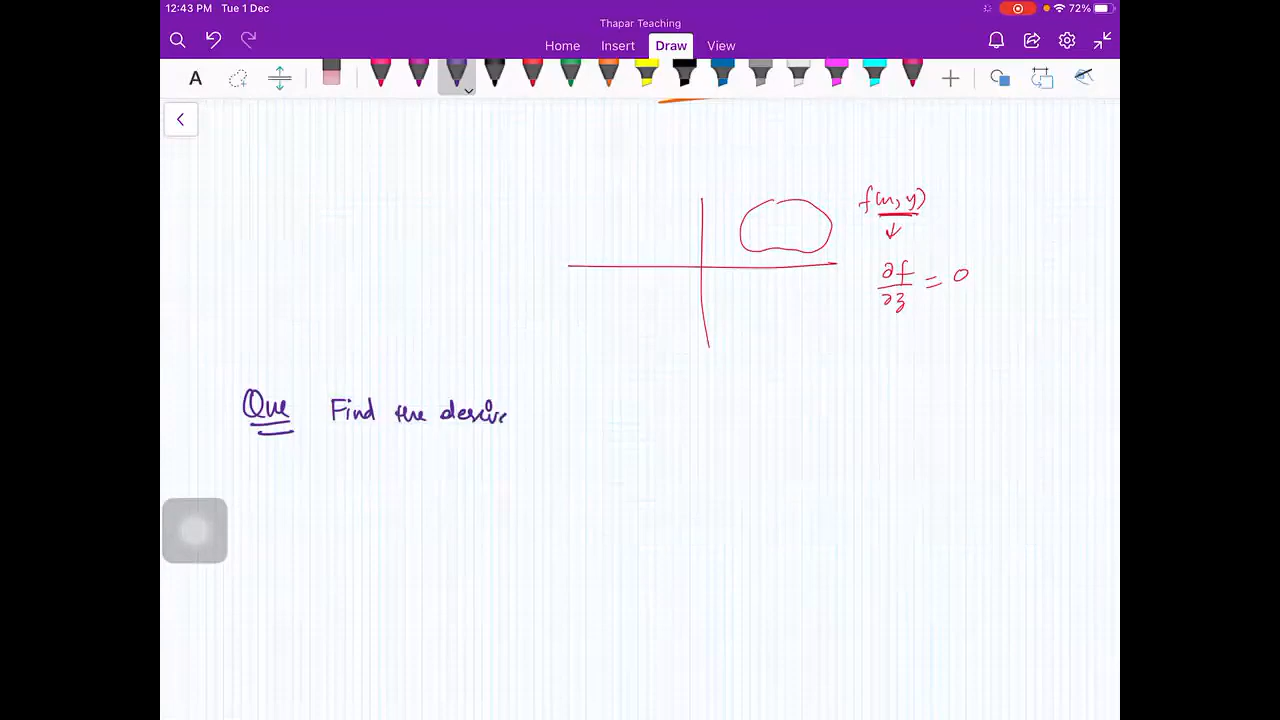 12:43 PM Tue 1 Dec
72%
Thapar Teaching
Home Insert Draw View
A
f(x, y)
↓
∂f/∂z = 0
Que Find the deriv